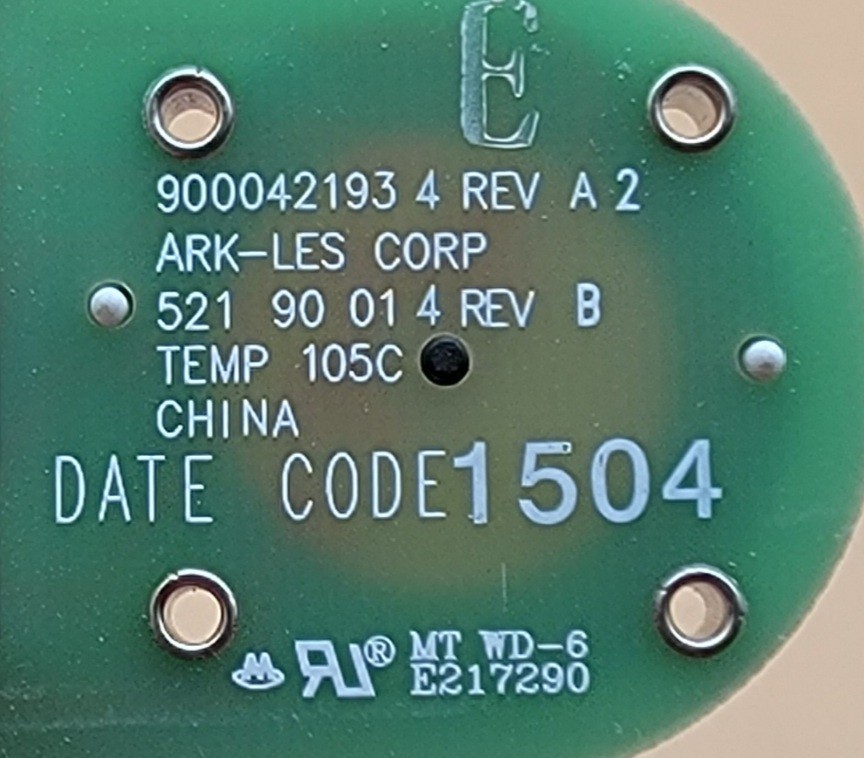 E
900042193 4 REV A 2
ARK-LES CORP
521 90 01 4 REV B
TEMP 105C
CHINA
DATE CODE 1504
MT WD-6
E217290